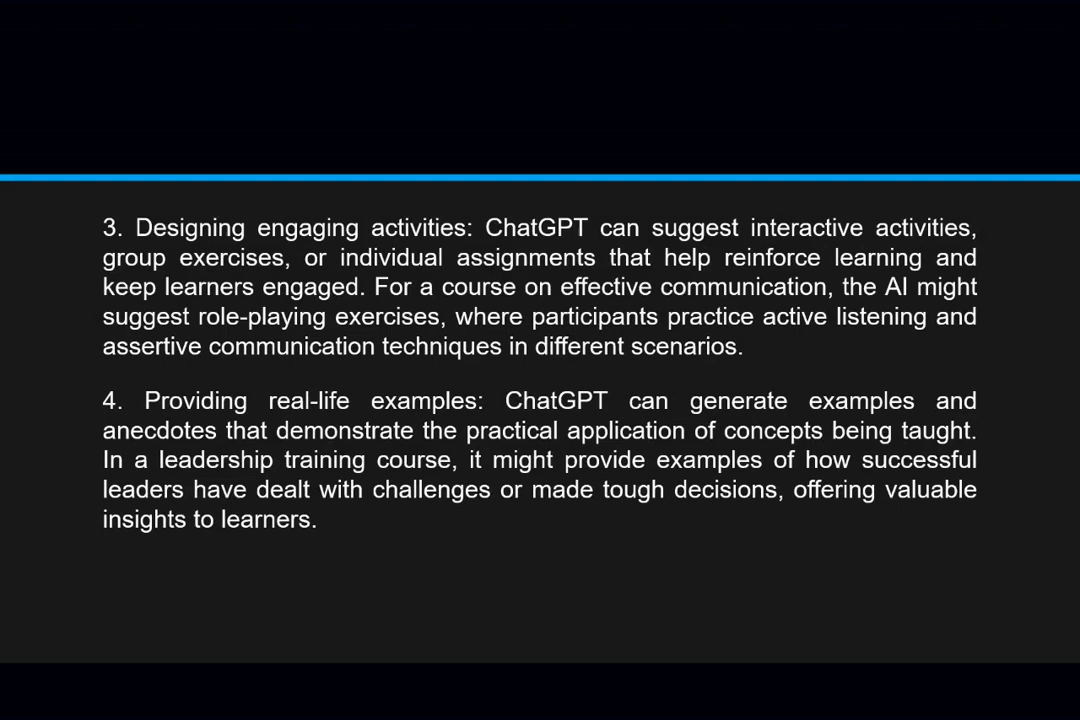 3. Designing engaging activities: ChatGPT can suggest interactive activities,
group exercises, or individual assignments that help reinforce learning and
keep learners engaged. For a course on effective communication, the AI might
suggest role-playing exercises, where participants practice active listening and
assertive communication techniques in different scenarios.
4. Providing real-life examples: ChatGPT can generate examples and
anecdotes that demonstrate the practical application of concepts being taught.
In a leadership training course, it might provide examples of how successful
leaders have dealt with challenges or made tough decisions, offering valuable
insights to learners.